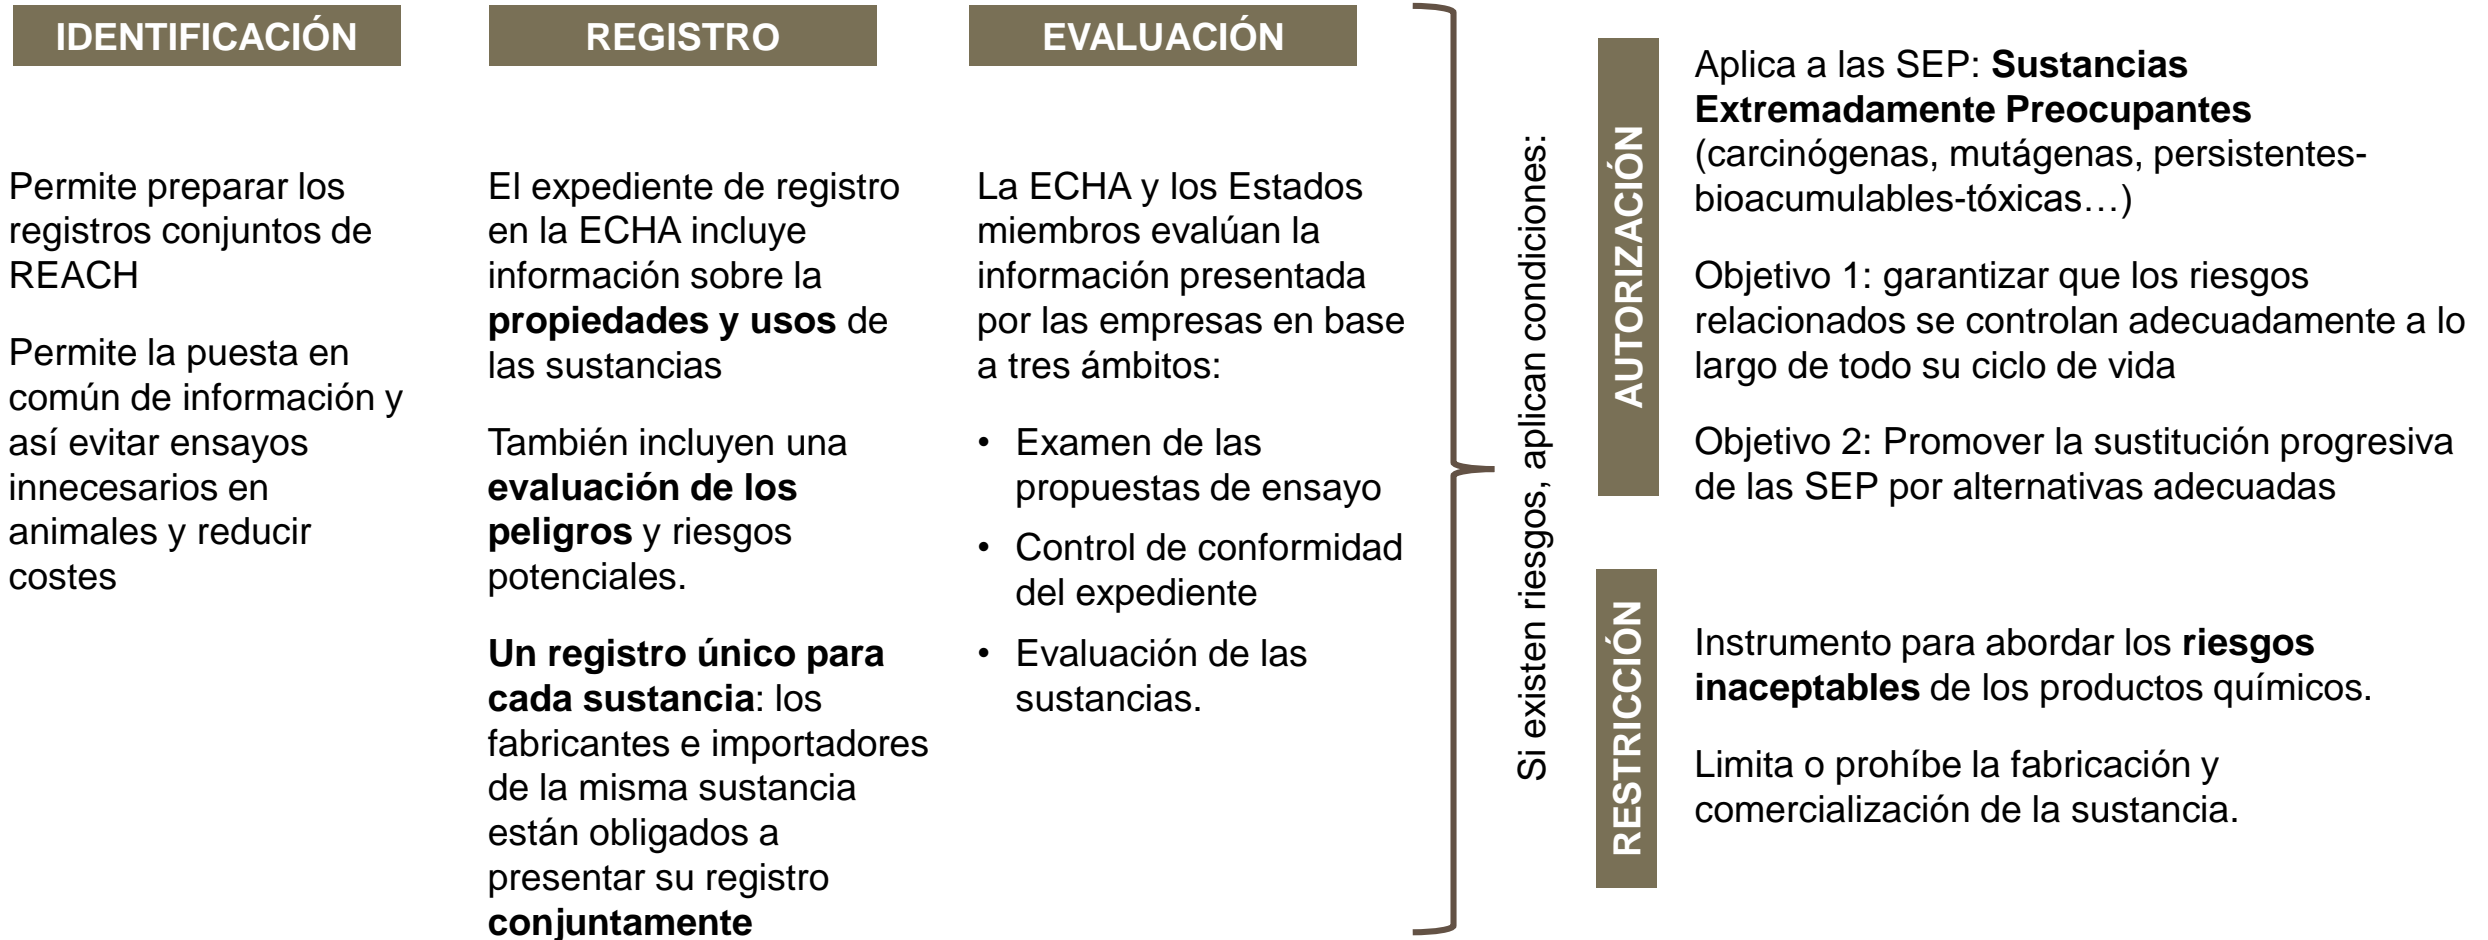 IDENTIFICACIÓN
Permite preparar los
registros conjuntos de
REACH
Permite la puesta en
común de información y
así evitar ensayos
innecesarios en
animales y reducir
costes
REGISTRO
El expediente de registro
en la ECHA incluye
información sobre la
propiedades y usos de
las sustancias
También incluyen una
evaluación de los
peligros y riesgos
potenciales.
Un registro único para
cada sustancia: los
fabricantes e importadores
de la misma sustancia
están obligados a
presentar su registro
conjuntamente
EVALUACIÓN
La ECHA y los Estados
miembros evalúan la
información presentada
por las empresas en base
a tres ámbitos:
• Examen de las
propuestas de ensayo
• Control de conformidad
del expediente
• Evaluación de las
sustancias.
Si existen riesgos, aplican condiciones:
AUTORIZACIÓN
Aplica a las SEP: Sustancias
Extremadamente Preocupantes
(carcinógenas, mutágenas, persistentes-
bioacumulables-tóxicas…)
Objetivo 1: garantizar que los riesgos
relacionados se controlan adecuadamente a lo
largo de todo su ciclo de vida
Objetivo 2: Promover la sustitución progresiva
de las SEP por alternativas adecuadas
RESTRICCIÓN
Instrumento para abordar los riesgos
inaceptables de los productos químicos.
Limita o prohíbe la fabricación y
comercialización de la sustancia.